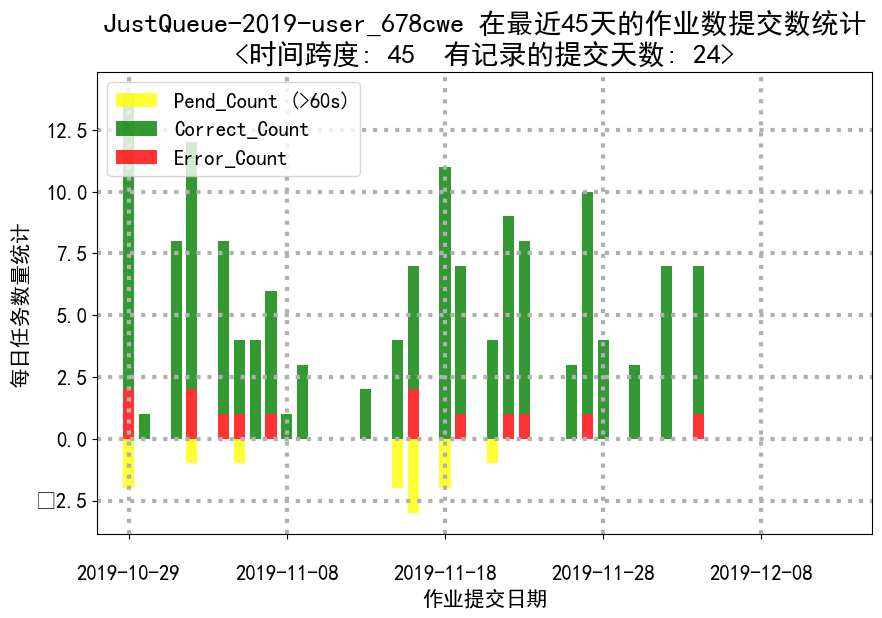 JustQueue-2019-user_678cwe 在最近45天的作业数提交数统计
<时间跨度: 45  有记录的提交天数: 24>
Pend_Count (>60s)
Correct_Count
Error_Count
每日任务数量统计
12.5
10.0
7.5
5.0
2.5
0.0
□2.5
2019-10-29
2019-11-08
2019-11-18
2019-11-28
2019-12-08
作业提交日期